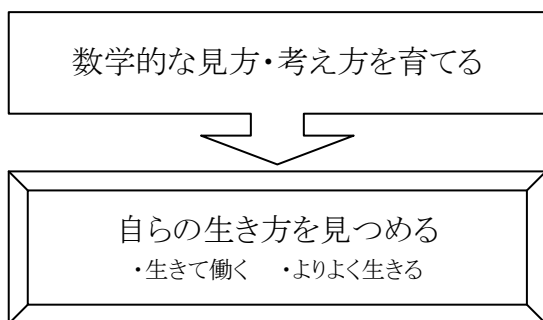 数学的な見方・考え方を育てる
自らの生き方を見つめる
・生きて働く　・よりよく生きる